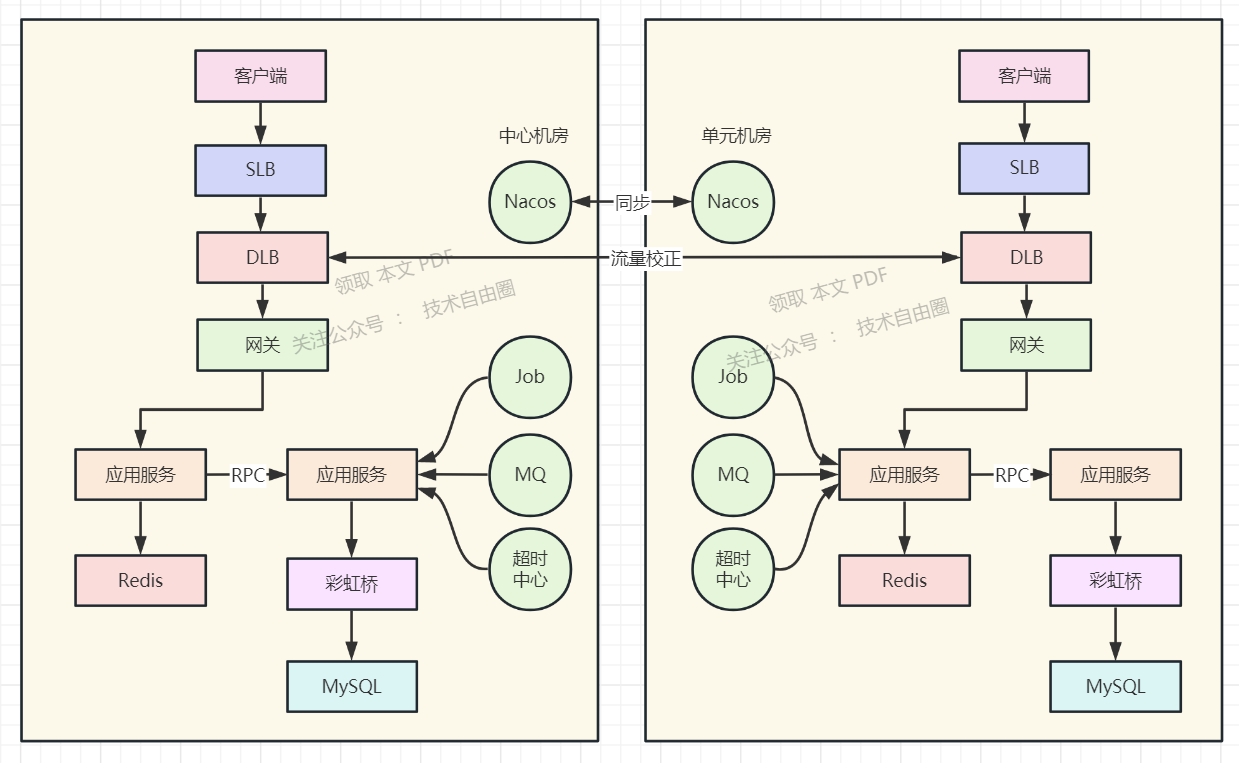 客户端
SLB
DLB
网关
应用服务
RPC
应用服务
Redis
彩虹桥
MySQL
中心机房
Nacos
Job
MQ
超时
中心
同步
流量校正
领取 本文 PDF
关注公众号 ： 技术自由圈
单元机房
Nacos
Job
MQ
超时
中心
客户端
SLB
DLB
网关
应用服务
RPC
应用服务
Redis
彩虹桥
MySQL
领取 本文 PDF
关注公众号 ： 技术自由圈